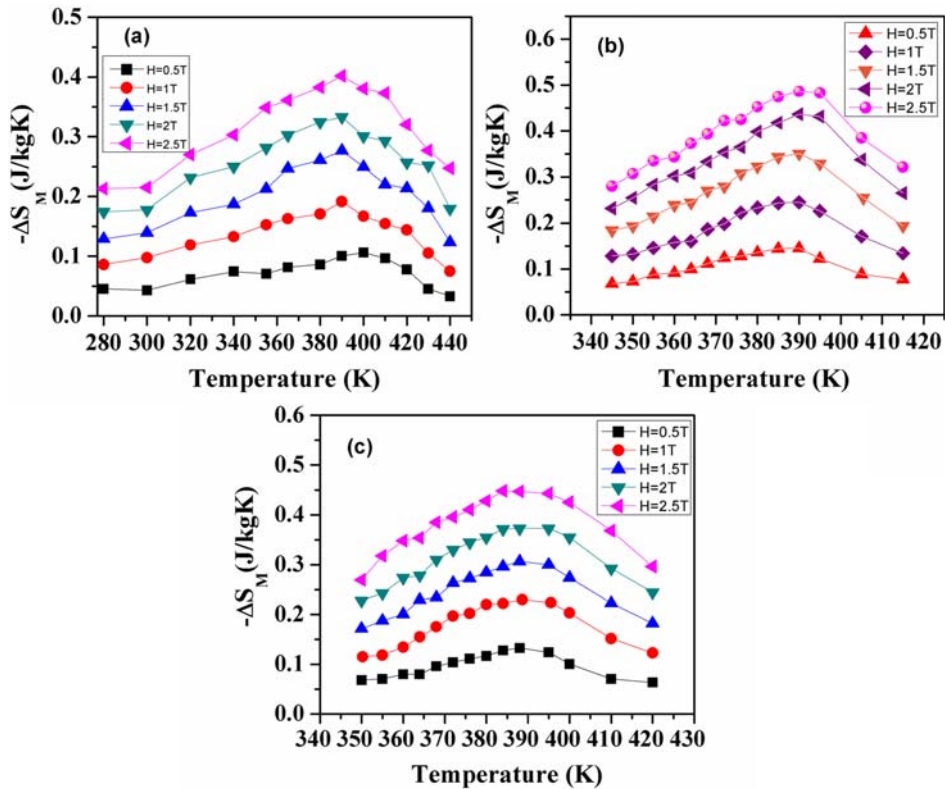 (a)
H=0.5T
H=1T
H=1.5T
H=2T
H=2.5T
-ΔS_M (J/kgK)
0.5
0.4
0.3
0.2
0.1
0.0
280 300 320 340 360 380 400 420 440
Temperature (K)
(b)
H=0.5T
H=1T
H=1.5T
H=2T
H=2.5T
-ΔS_M (J/kgK)
0.6
0.5
0.4
0.3
0.2
0.1
0.0
340 350 360 370 380 390 400 410 420
Temperature (K)
(c)
H=0.5T
H=1T
H=1.5T
H=2T
H=2.5T
-ΔS_M(J/kgK)
0.6
0.5
0.4
0.3
0.2
0.1
0.0
340 350 360 370 380 390 400 410 420 430
Temperature (K)